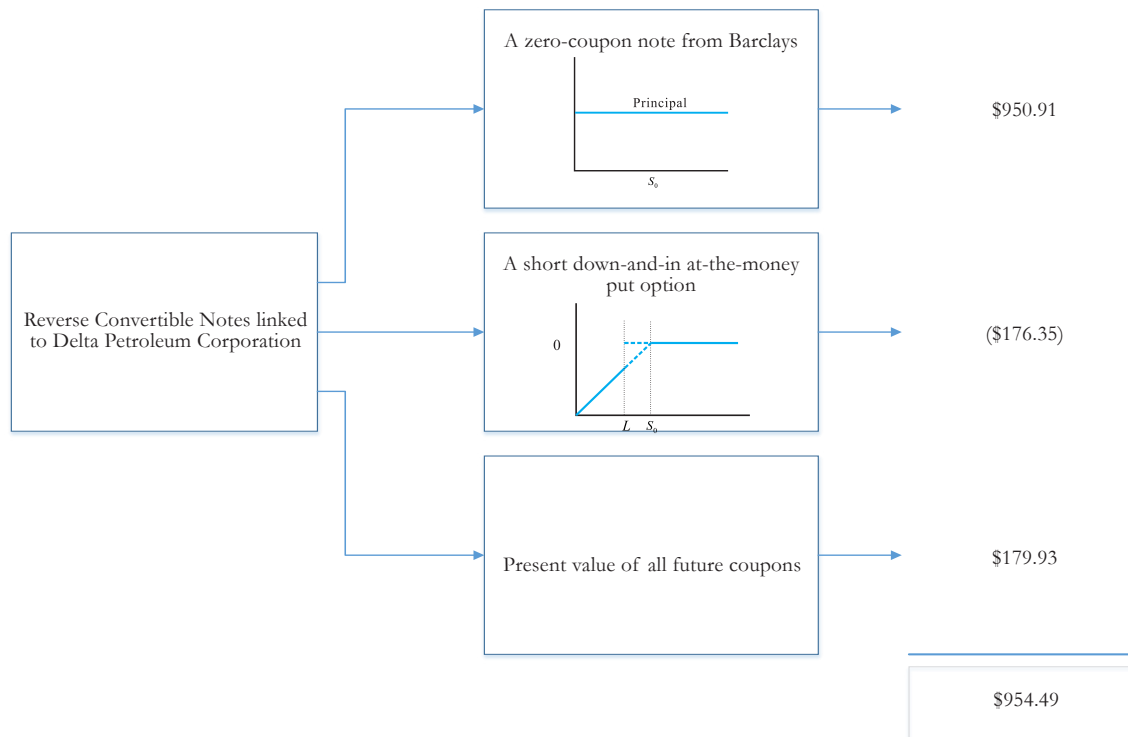 A zero-coupon note from Barclays
Principal
S₀
$950.91
Reverse Convertible Notes linked
to Delta Petroleum Corporation
A short down-and-in at-the-money
put option
0
L S₀
($176.35)
Present value of all future coupons
$179.93
$954.49